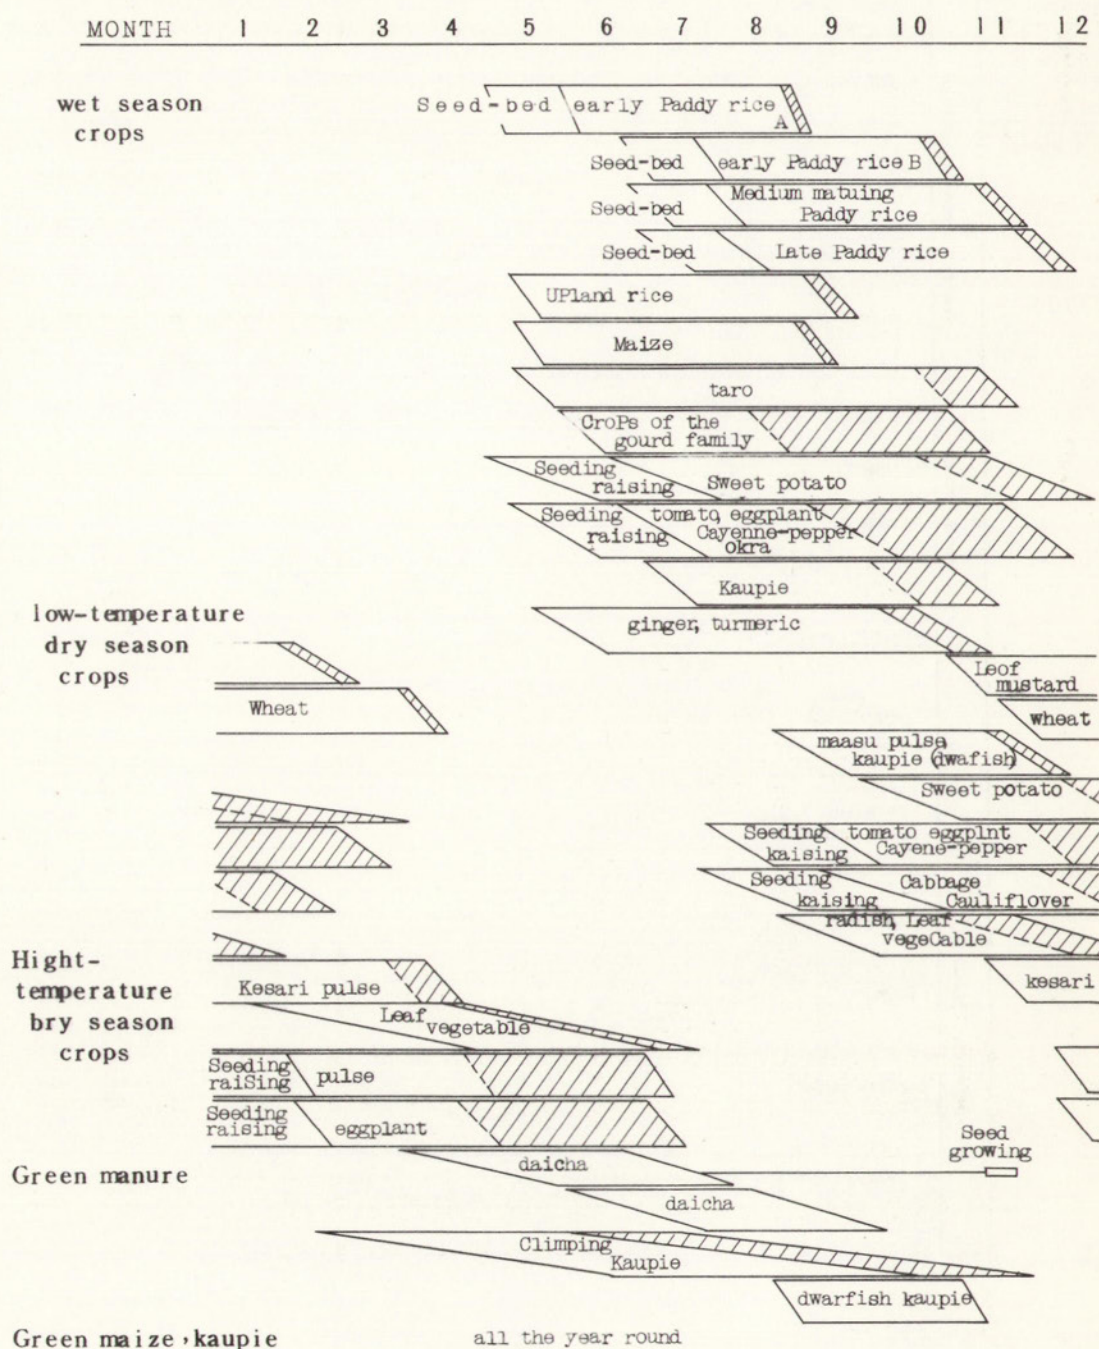 MONTH 1 2 3 4 5 6 7 8 9 10 11 12
wet season
crops
Seed-bed early Paddy rice
A
Seed-bed early Paddy rice B
Seed-bed Medium matuing
Paddy rice
Seed-bed Late Paddy rice
UPland rice
Maize
taro
CroPs of the
gourd family
Seeding
raising Sweet potato
Seeding
raising tomato, eggplant
Cayenne-pepper
okra
Kaupie
low-temperature
dry season
crops
ginger, turmeric
Leof
mustard
Wheat wheat
maasu pulse,
kaupie (dwafish)
Sweet potato
Seeding
kaising tomato eggplnt
Cayene-pepper
Seeding
kaising Cabbage
Cauliflover
radish, Leaf
vegeCable
Hight-
temperature
bry season
crops
Kesari pulse kesari
Leaf
vegetable
Seeding
raiSing pulse
Seeding
raising eggplant
Seed
growing
Green manure daicha
daicha
Climping
Kaupie
dwarfish kaupie
Green maize, kaupie all the year round